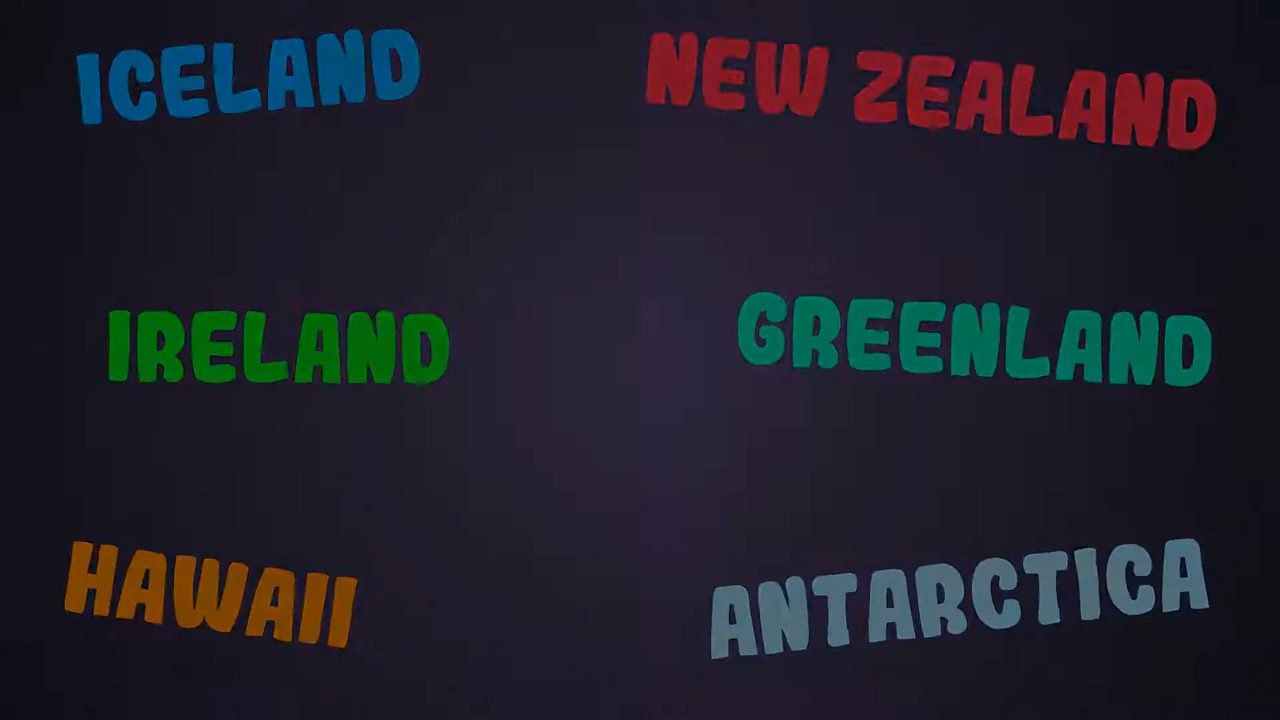 ICELAND
NEW ZEALAND
IRELAND
GREENLAND
HAWAII
ANTARCTICA